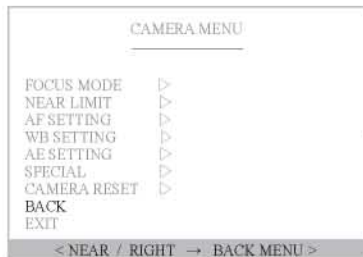 CAMERA MENU
FOCUS MODE ▷
NEAR LIMIT ▷
AF SETTING ▷
WB SETTING ▷
AE SETTING ▷
SPECIAL ▷
CAMERA RESET ▷
BACK
EXIT
< NEAR / RIGHT → BACK MENU >